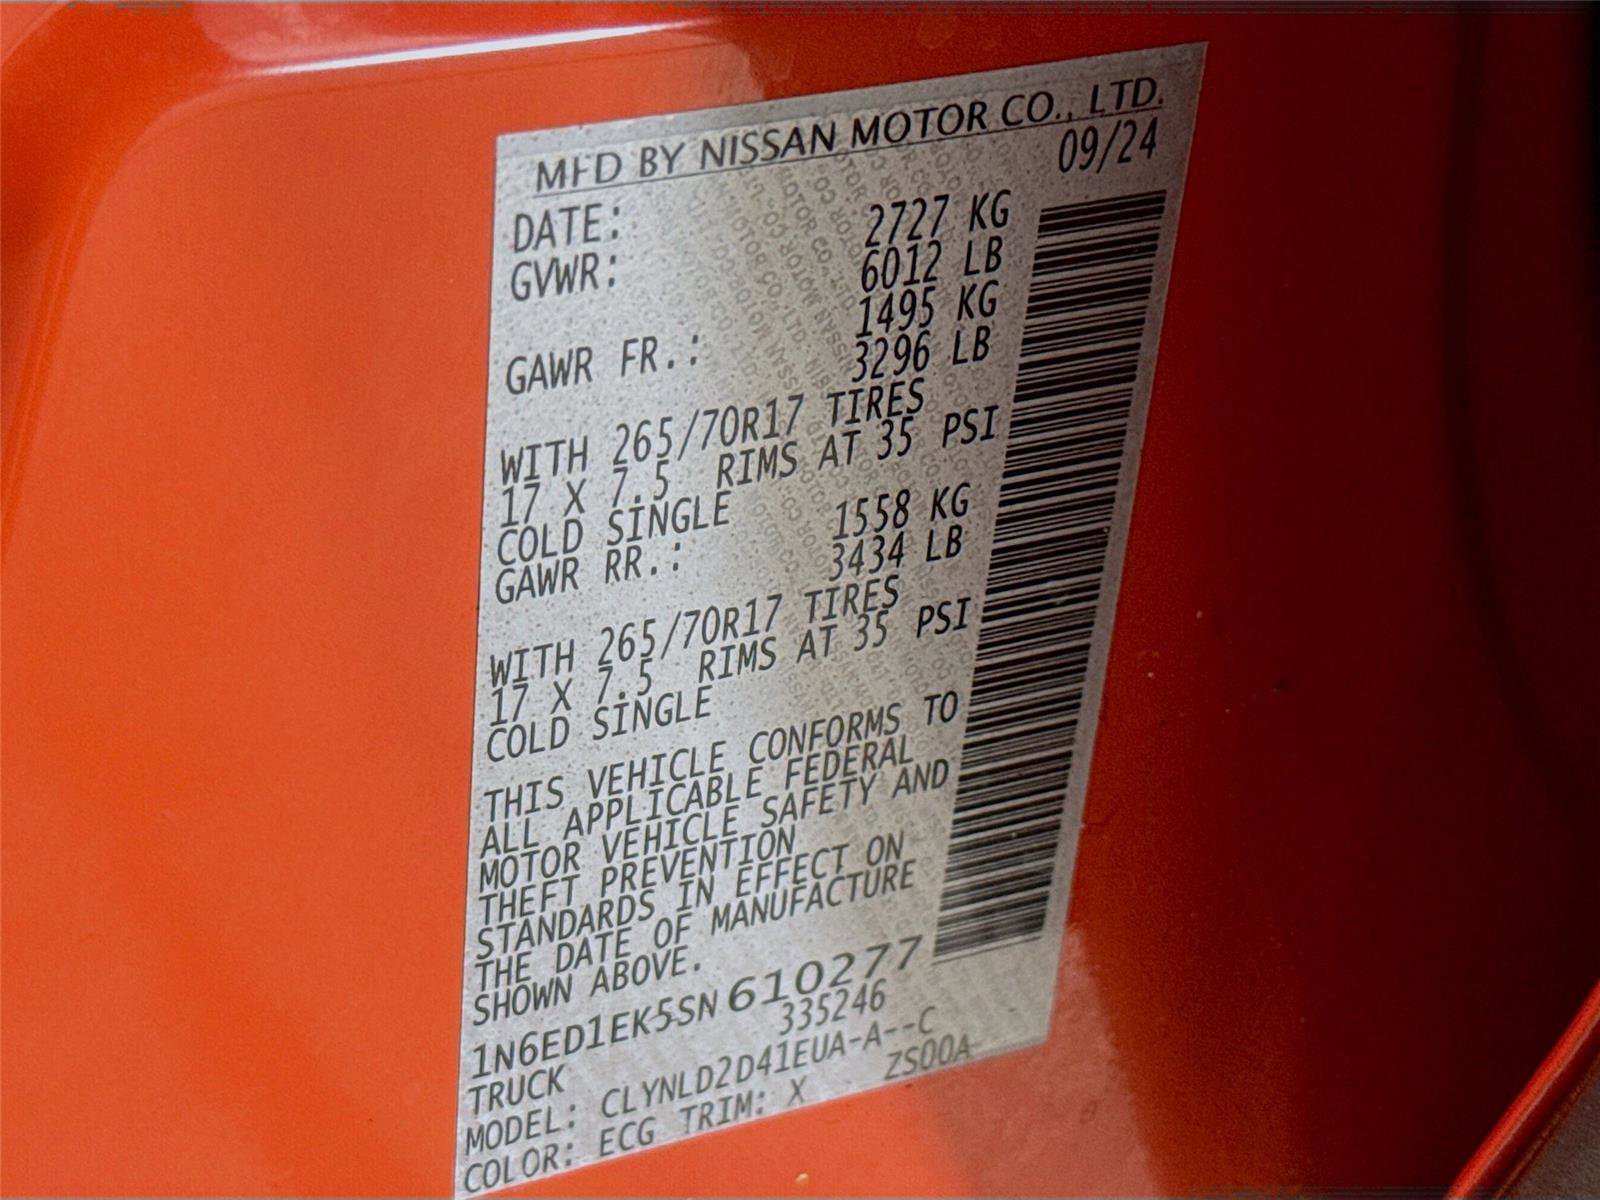 MFD BY NISSAN MOTOR CO., LTD.
DATE: 09/24
GVWR: 2727 KG
6012 LB
GAWR FR.: 1495 KG
3296 LB
WITH 265/70R17 TIRES
17 X 7.5 RIMS AT 35 PSI
COLD SINGLE
GAWR RR.: 1558 KG
3434 LB
WITH 265/70R17 TIRES
17 X 7.5 RIMS AT 35 PSI
COLD SINGLE
THIS VEHICLE CONFORMS TO
ALL APPLICABLE FEDERAL
MOTOR VEHICLE SAFETY AND
THEFT PREVENTION
STANDARDS IN EFFECT ON
THE DATE OF MANUFACTURE
SHOWN ABOVE.
1N6ED1EK5SN610277
TRUCK 335246
MODEL: CLYNLD2D41EUA-A--C
COLOR: ECG TRIM: X ZS00A